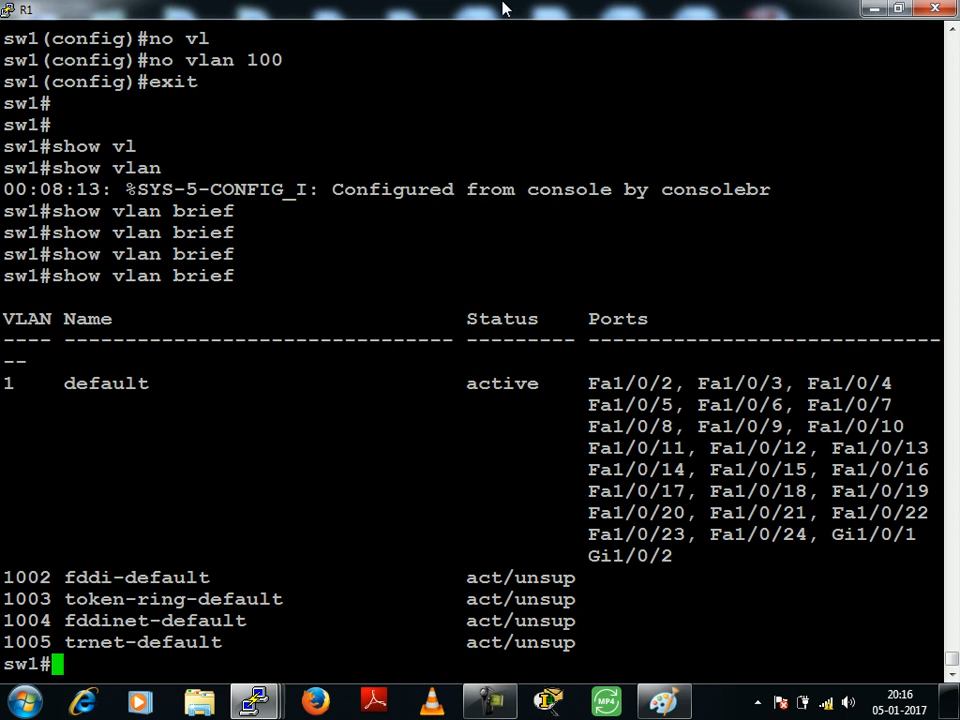 R1
sw1(config)#no vl
sw1(config)#no vlan 100
sw1(config)#exit
sw1#
sw1#
sw1#show vl
sw1#show vlan
00:08:13: %SYS-5-CONFIG_I: Configured from console by consolebr
sw1#show vlan brief
sw1#show vlan brief
sw1#show vlan brief
sw1#show vlan brief
VLAN Name                             Status    Ports
---- -------------------------------- --------- -----------------------------
--
1    default                          active    Fa1/0/2, Fa1/0/3, Fa1/0/4
                                                Fa1/0/5, Fa1/0/6, Fa1/0/7
                                                Fa1/0/8, Fa1/0/9, Fa1/0/10
                                                Fa1/0/11, Fa1/0/12, Fa1/0/13
                                                Fa1/0/14, Fa1/0/15, Fa1/0/16
                                                Fa1/0/17, Fa1/0/18, Fa1/0/19
                                                Fa1/0/20, Fa1/0/21, Fa1/0/22
                                                Fa1/0/23, Fa1/0/24, Gi1/0/1
                                                Gi1/0/2
1002 fddi-default                     act/unsup
1003 token-ring-default               act/unsup
1004 fddinet-default                  act/unsup
1005 trnet-default                    act/unsup
sw1#
MP4
20:16
05-01-2017